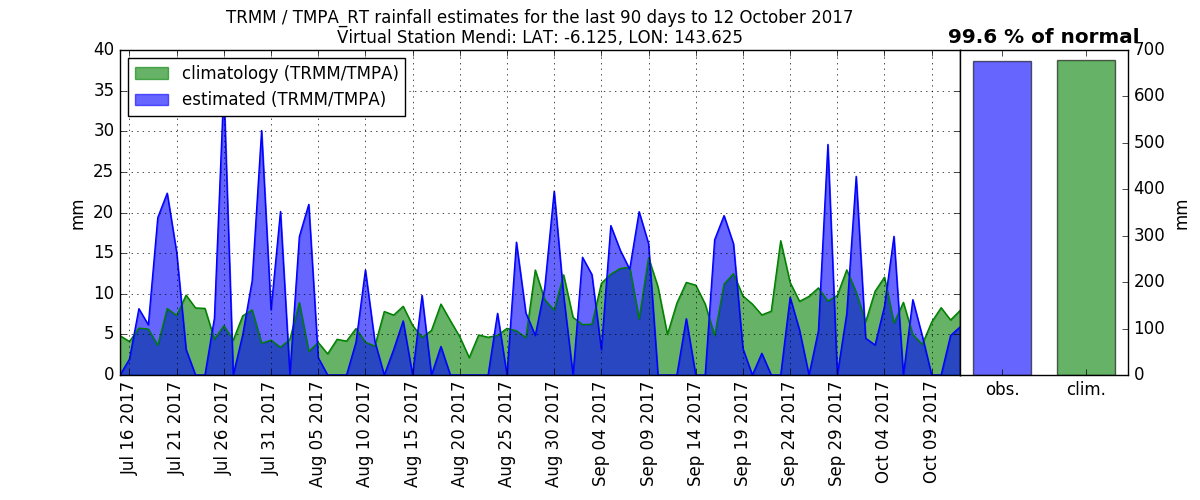 TRMM / TMPA_RT rainfall estimates for the last 90 days to 12 October 2017
Virtual Station Mendi: LAT: -6.125, LON: 143.625
99.6 % of normal
climatology (TRMM/TMPA)
estimated (TRMM/TMPA)
40
35
30
25
20
15
10
5
0
mm
700
600
500
400
300
200
100
0
mm
obs.
clim.
Jul 16 2017
Jul 21 2017
Jul 26 2017
Jul 31 2017
Aug 05 2017
Aug 10 2017
Aug 15 2017
Aug 20 2017
Aug 25 2017
Aug 30 2017
Sep 04 2017
Sep 09 2017
Sep 14 2017
Sep 19 2017
Sep 24 2017
Sep 29 2017
Oct 04 2017
Oct 09 2017